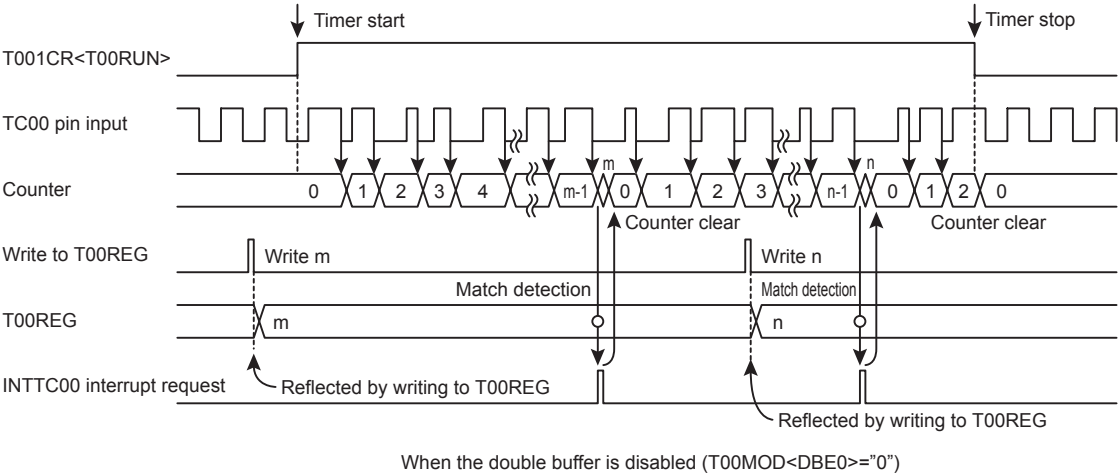 Timer start
Timer stop
T001CR<T00RUN>
TC00 pin input
m n
Counter 0 1 2 3 4 m-1 0 1 2 3 n-1 0 1 2 0
Counter clear Counter clear
Write to T00REG Write m Write n
Match detection Match detection
T00REG m n
INTTC00 interrupt request Reflected by writing to T00REG
Reflected by writing to T00REG
When the double buffer is disabled (T00MOD<DBE0>=”0”)